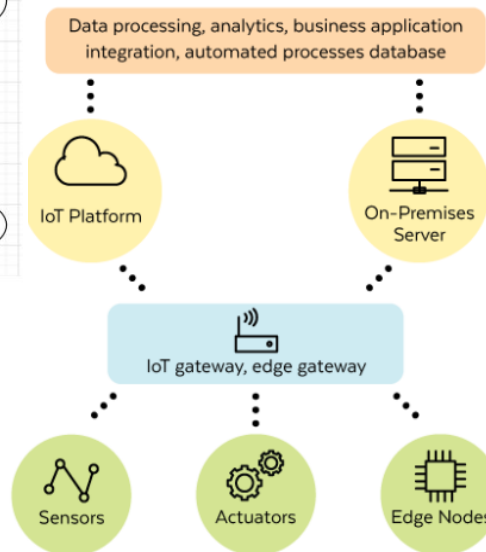 Data processing, analytics, business application
integration, automated processes database
IoT Platform
On-Premises
Server
IoT gateway, edge gateway
Sensors
Actuators
Edge Nodes